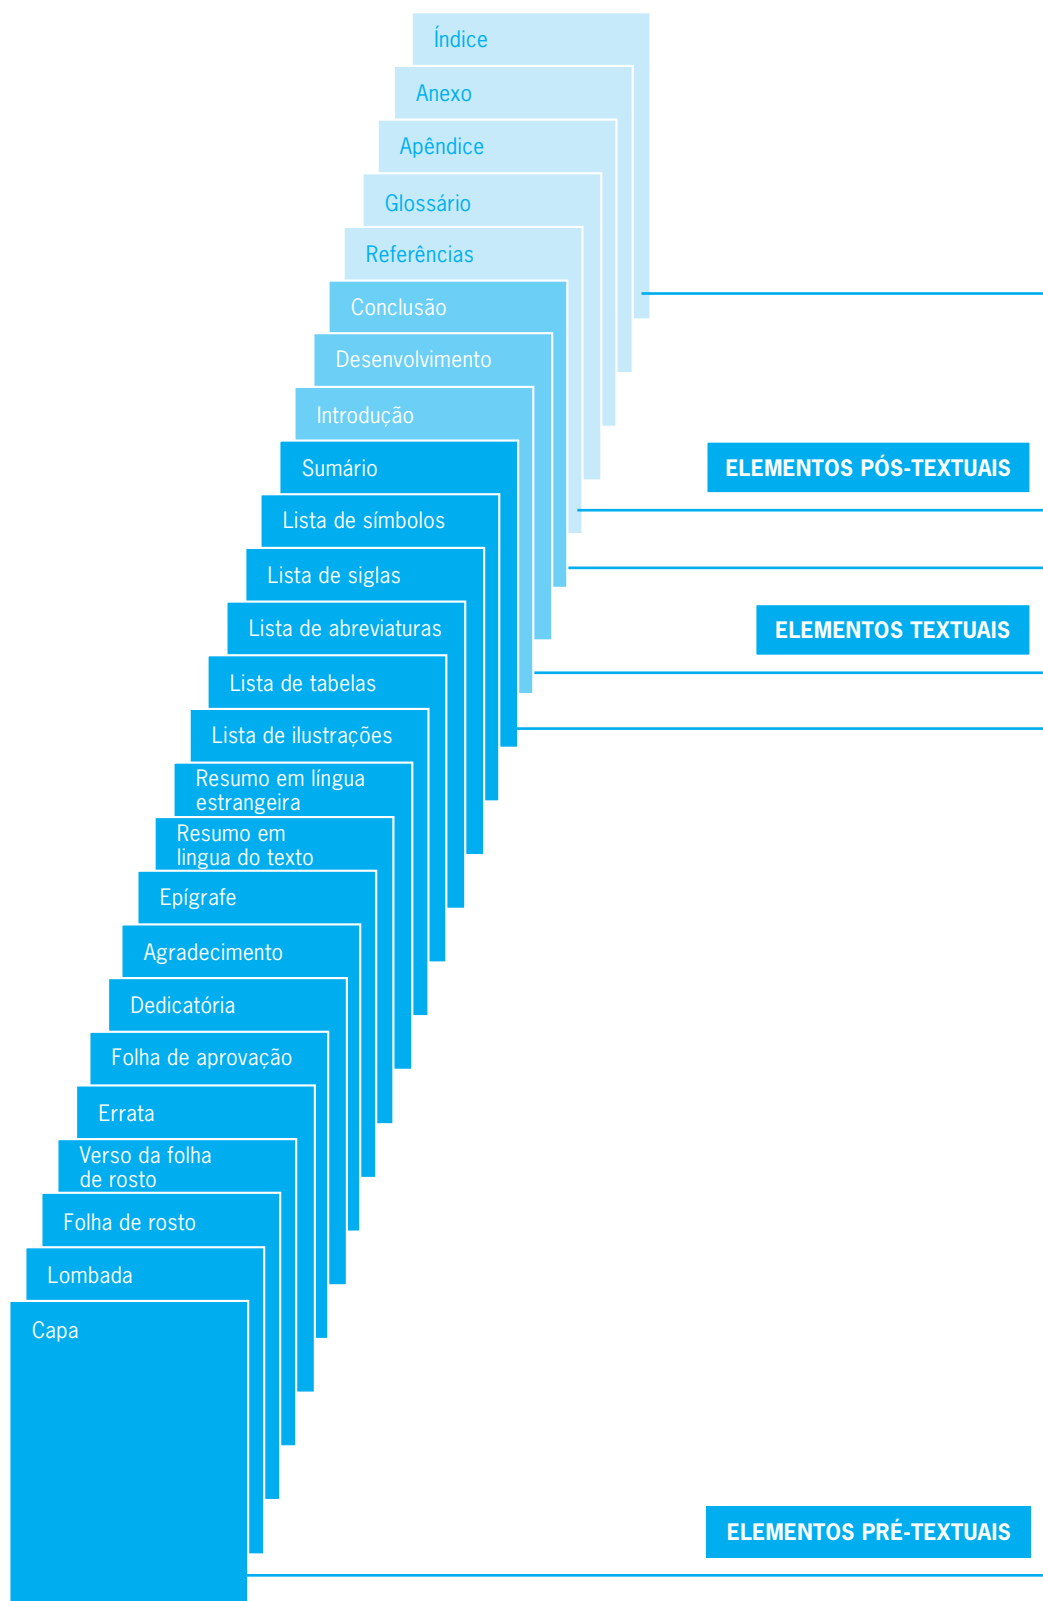 Índice
Anexo
Apêndice
Glossário
Referências
Conclusão
Desenvolvimento
Introdução
Sumário
ELEMENTOS PÓS-TEXTUAIS
Lista de símbolos
Lista de siglas
Lista de abreviaturas
ELEMENTOS TEXTUAIS
Lista de tabelas
Lista de ilustrações
Resumo em língua
estrangeira
Resumo em
lingua do texto
Epígrafe
Agradecimento
Dedicatória
Folha de aprovação
Errata
Verso da folha
de rosto
Folha de rosto
Lombada
Capa
ELEMENTOS PRÉ-TEXTUAIS